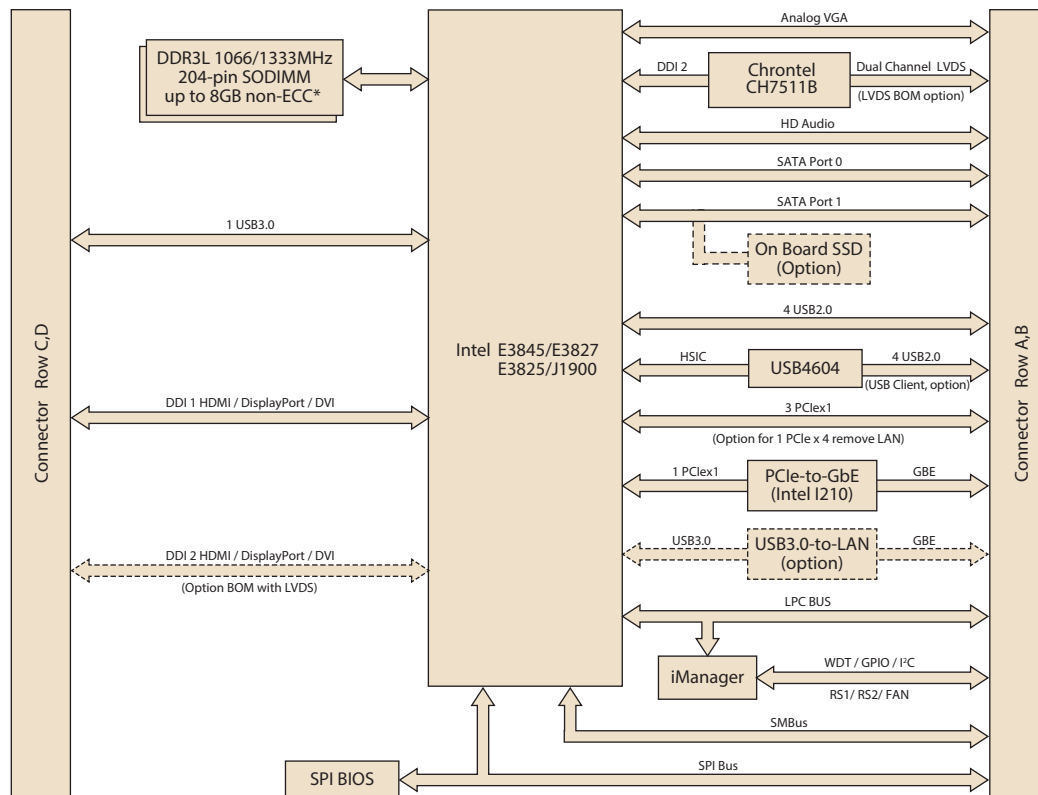 Analog VGA
DDR3L 1066/1333MHz
204-pin SODIMM
up to 8GB non-ECC*
DDI 2
Chrontel
CH7511B
Dual Channel LVDS
(LVDS BOM option)
HD Audio
SATA Port 0
SATA Port 1
1 USB3.0
On Board SSD
(Option)
4 USB2.0
Intel E3845/E3827
E3825/J1900
HSIC
USB4604
4 USB2.0
(USB Client, option)
DDI 1 HDMI / DisplayPort / DVI
3 PCIex1
(Option for 1 PCIe x 4 remove LAN)
1 PCIex1
PCIe-to-GbE
(Intel I210)
GBE
DDI 2 HDMI / DisplayPort / DVI
(Option BOM with LVDS)
USB3.0
USB3.0-to-LAN
(option)
GBE
LPC BUS
iManager
WDT / GPIO / I²C
RS1/ RS2/ FAN
SMBus
SPI BIOS
SPI Bus
Connector Row C,D
Connector Row A,B